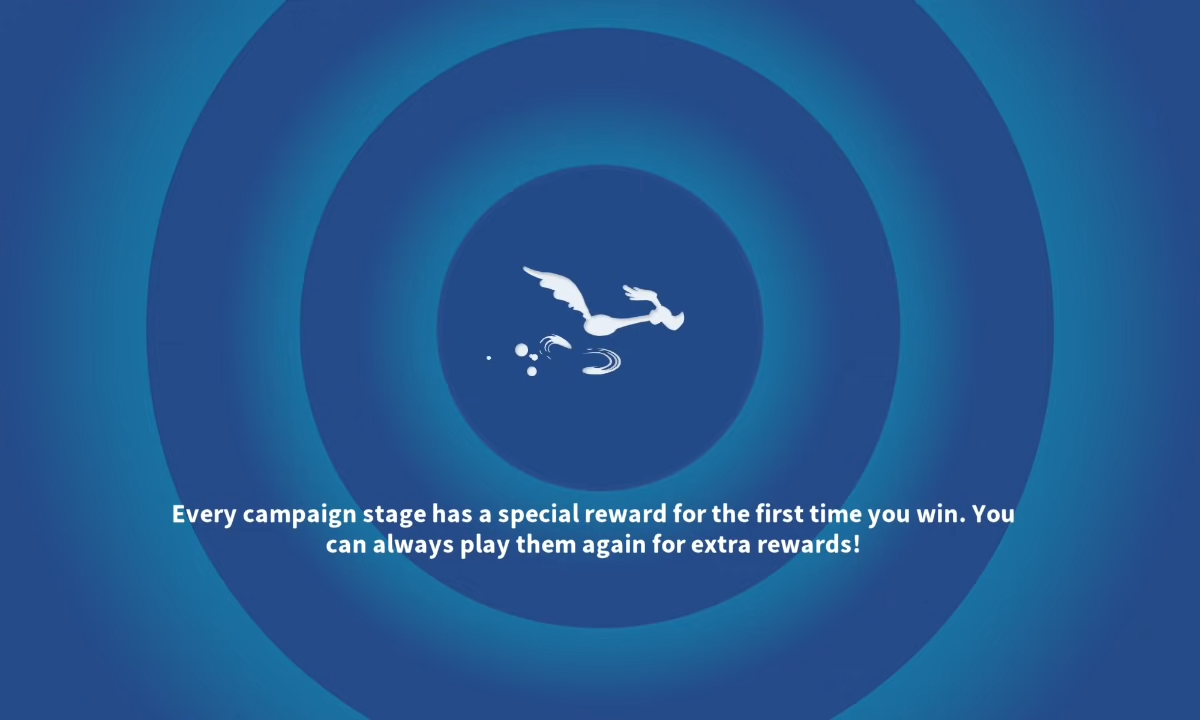 Every campaign stage has a special reward for the first time you win. You
can always play them again for extra rewards!